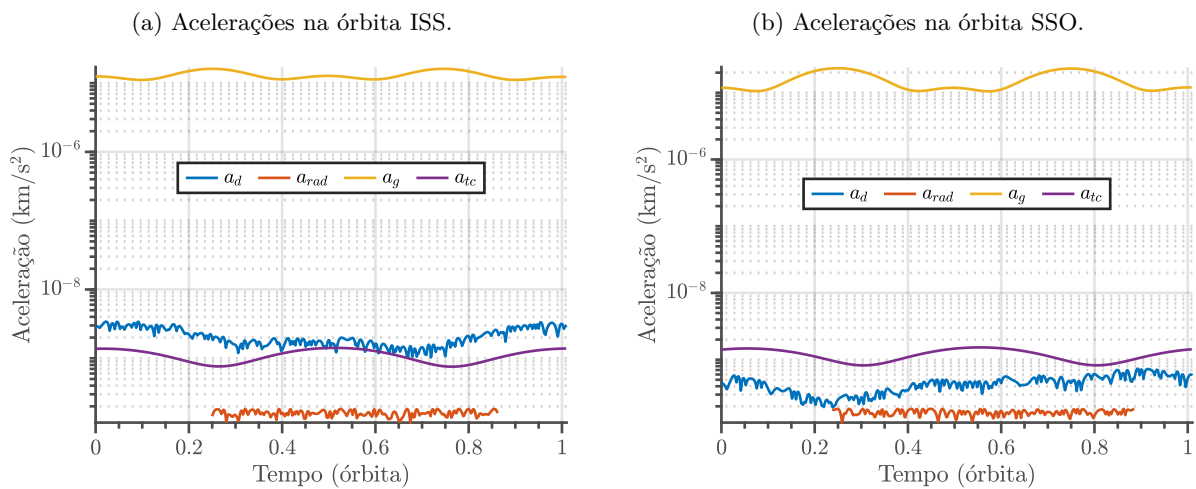 (a) Acelerações na órbita ISS.
Aceleração (km/s²)
10⁻⁶
10⁻⁸
a_d a_rad a_g a_tc
0 0.2 0.4 0.6 0.8 1
Tempo (órbita)
(b) Acelerações na órbita SSO.
Aceleração (km/s²)
10⁻⁶
10⁻⁸
a_d a_rad a_g a_tc
0 0.2 0.4 0.6 0.8 1
Tempo (órbita)